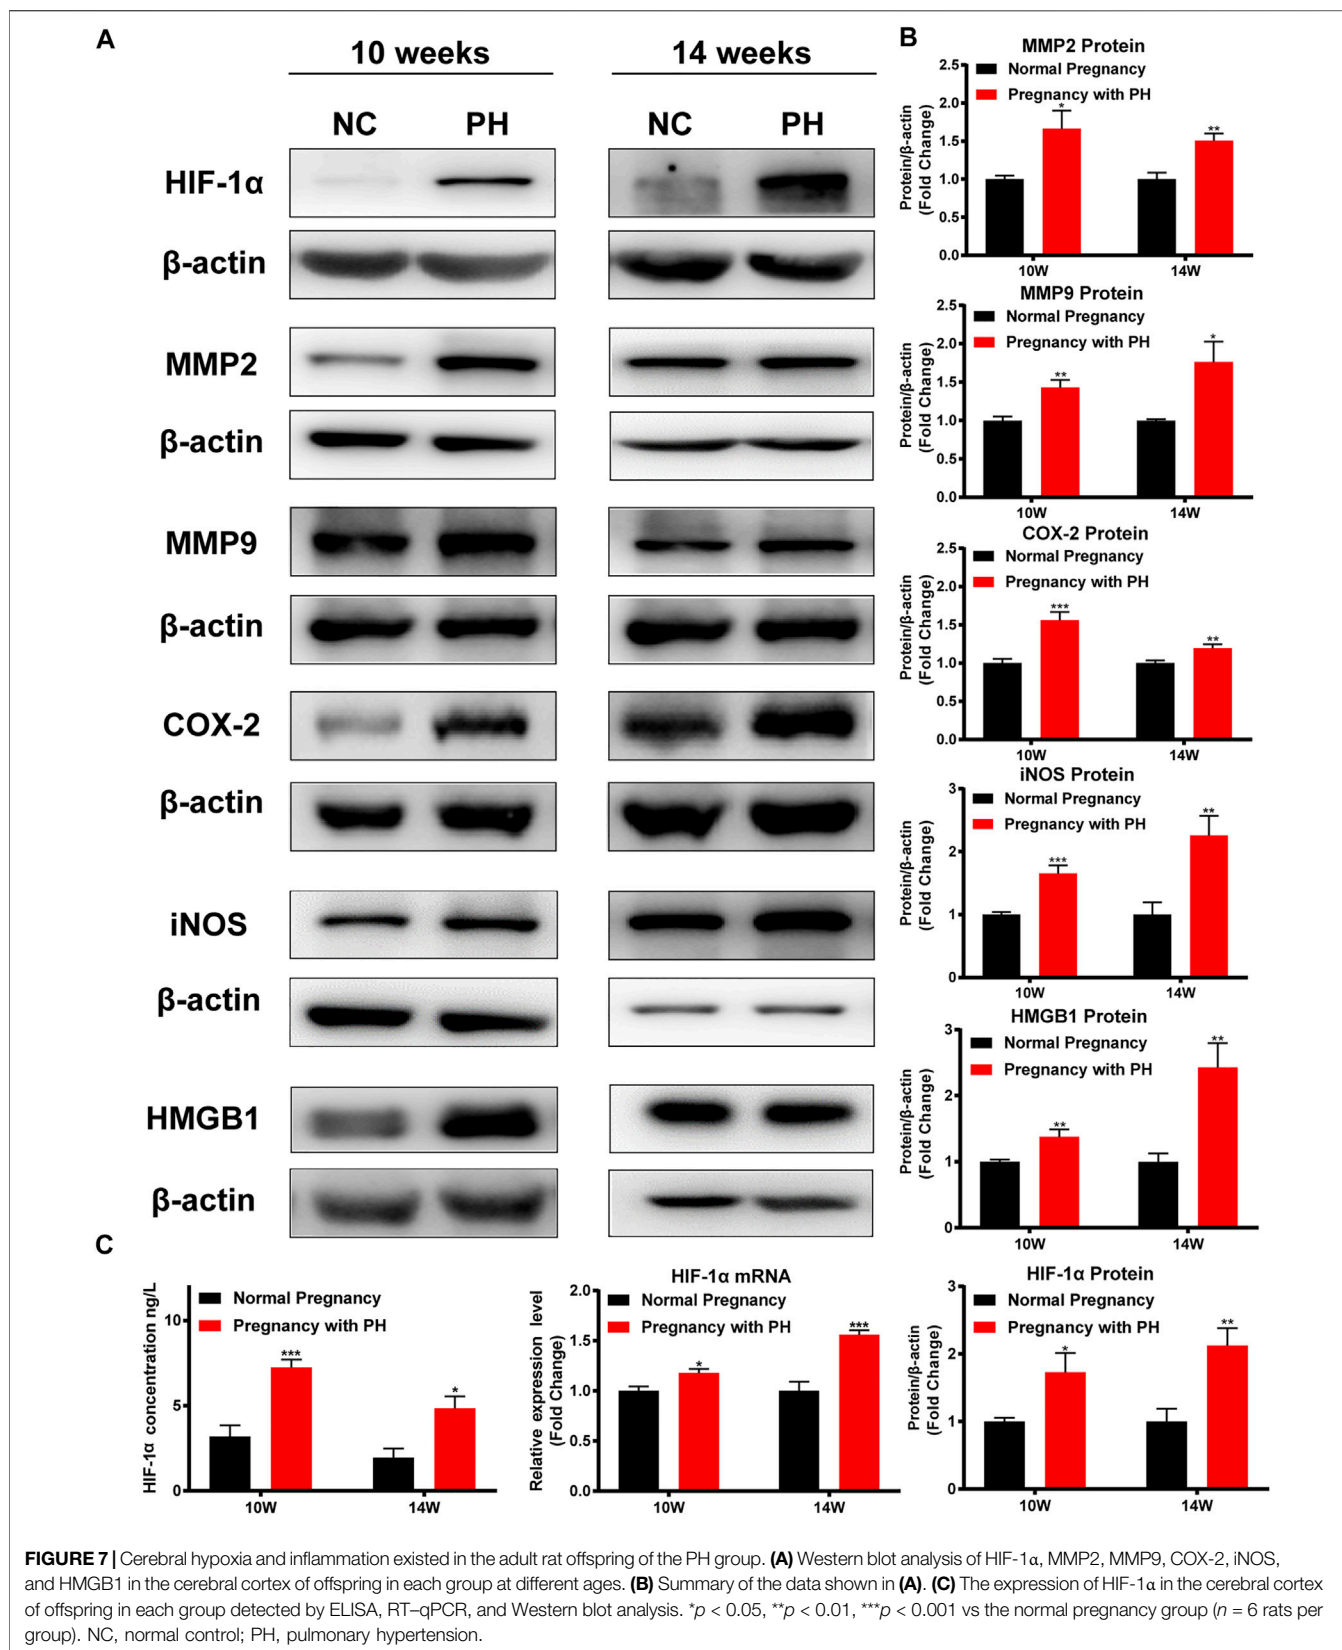 A
10 weeks
14 weeks
NC PH NC PH
HIF-1α
β-actin
MMP2
β-actin
MMP9
β-actin
COX-2
β-actin
iNOS
β-actin
HMGB1
β-actin
B
MMP2 Protein
Normal Pregnancy
Pregnancy with PH
Protein/β-actin
(Fold Change)
2.5
2.0
1.5
1.0
0.5
0.0
*
**
10W 14W
MMP9 Protein
Normal Pregnancy
Pregnancy with PH
Protein/β-actin
(Fold Change)
2.5
2.0
1.5
1.0
0.5
0.0
**
*
10W 14W
COX-2 Protein
Normal Pregnancy
Pregnancy with PH
Protein/β-actin
(Fold Change)
2.5
2.0
1.5
1.0
0.5
0.0
***
**
10W 14W
iNOS Protein
Normal Pregnancy
Pregnancy with PH
Protein/β-actin
(Fold Change)
3
2
1
0
***
**
10W 14W
HMGB1 Protein
Normal Pregnancy
Pregnancy with PH
Protein/β-actin
(Fold Change)
3
2
1
0
**
**
10W 14W
C
Normal Pregnancy
Pregnancy with PH
HIF-1α concentration ng/L
10
5
0
***
*
10W 14W
HIF-1α mRNA
Normal Pregnancy
Pregnancy with PH
Relative expression level
(Fold Change)
2.0
1.5
1.0
0.5
0.0
*
***
10W 14W
HIF-1α Protein
Normal Pregnancy
Pregnancy with PH
Protein/β-actin
(Fold Change)
3
2
1
0
*
**
10W 14W
FIGURE 7 | Cerebral hypoxia and inflammation existed in the adult rat offspring of the PH group. (A) Western blot analysis of HIF-1α, MMP2, MMP9, COX-2, iNOS,
and HMGB1 in the cerebral cortex of offspring in each group at different ages. (B) Summary of the data shown in (A). (C) The expression of HIF-1α in the cerebral cortex
of offspring in each group detected by ELISA, RT–qPCR, and Western blot analysis. *p < 0.05, **p < 0.01, ***p < 0.001 vs the normal pregnancy group (n = 6 rats per
group). NC, normal control; PH, pulmonary hypertension.